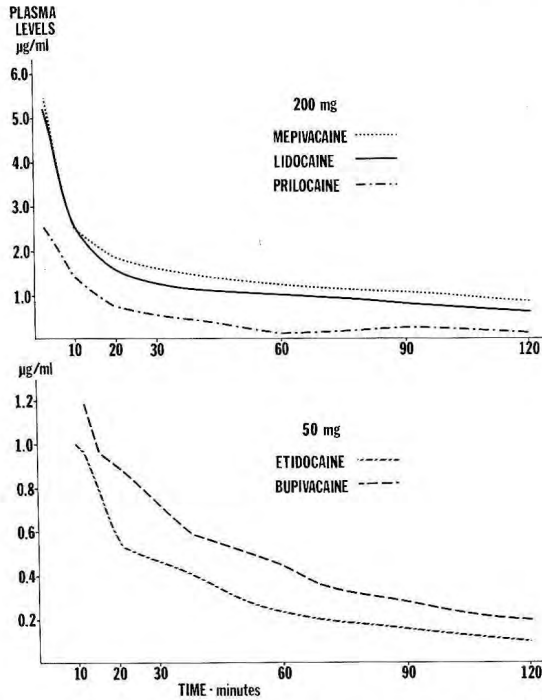 PLASMA
LEVELS
µg/ml
6.0
5.0
4.0
3.0
2.0
1.0
200 mg
MEPIVACAINE
LIDOCAINE
PRILOCAINE
10 20 30 60 90 120
µg/ml
1.2
1.0
0.8
0.6
0.4
0.2
50 mg
ETIDOCAINE
BUPIVACAINE
10 20 30 60 90 120
TIME · minutes